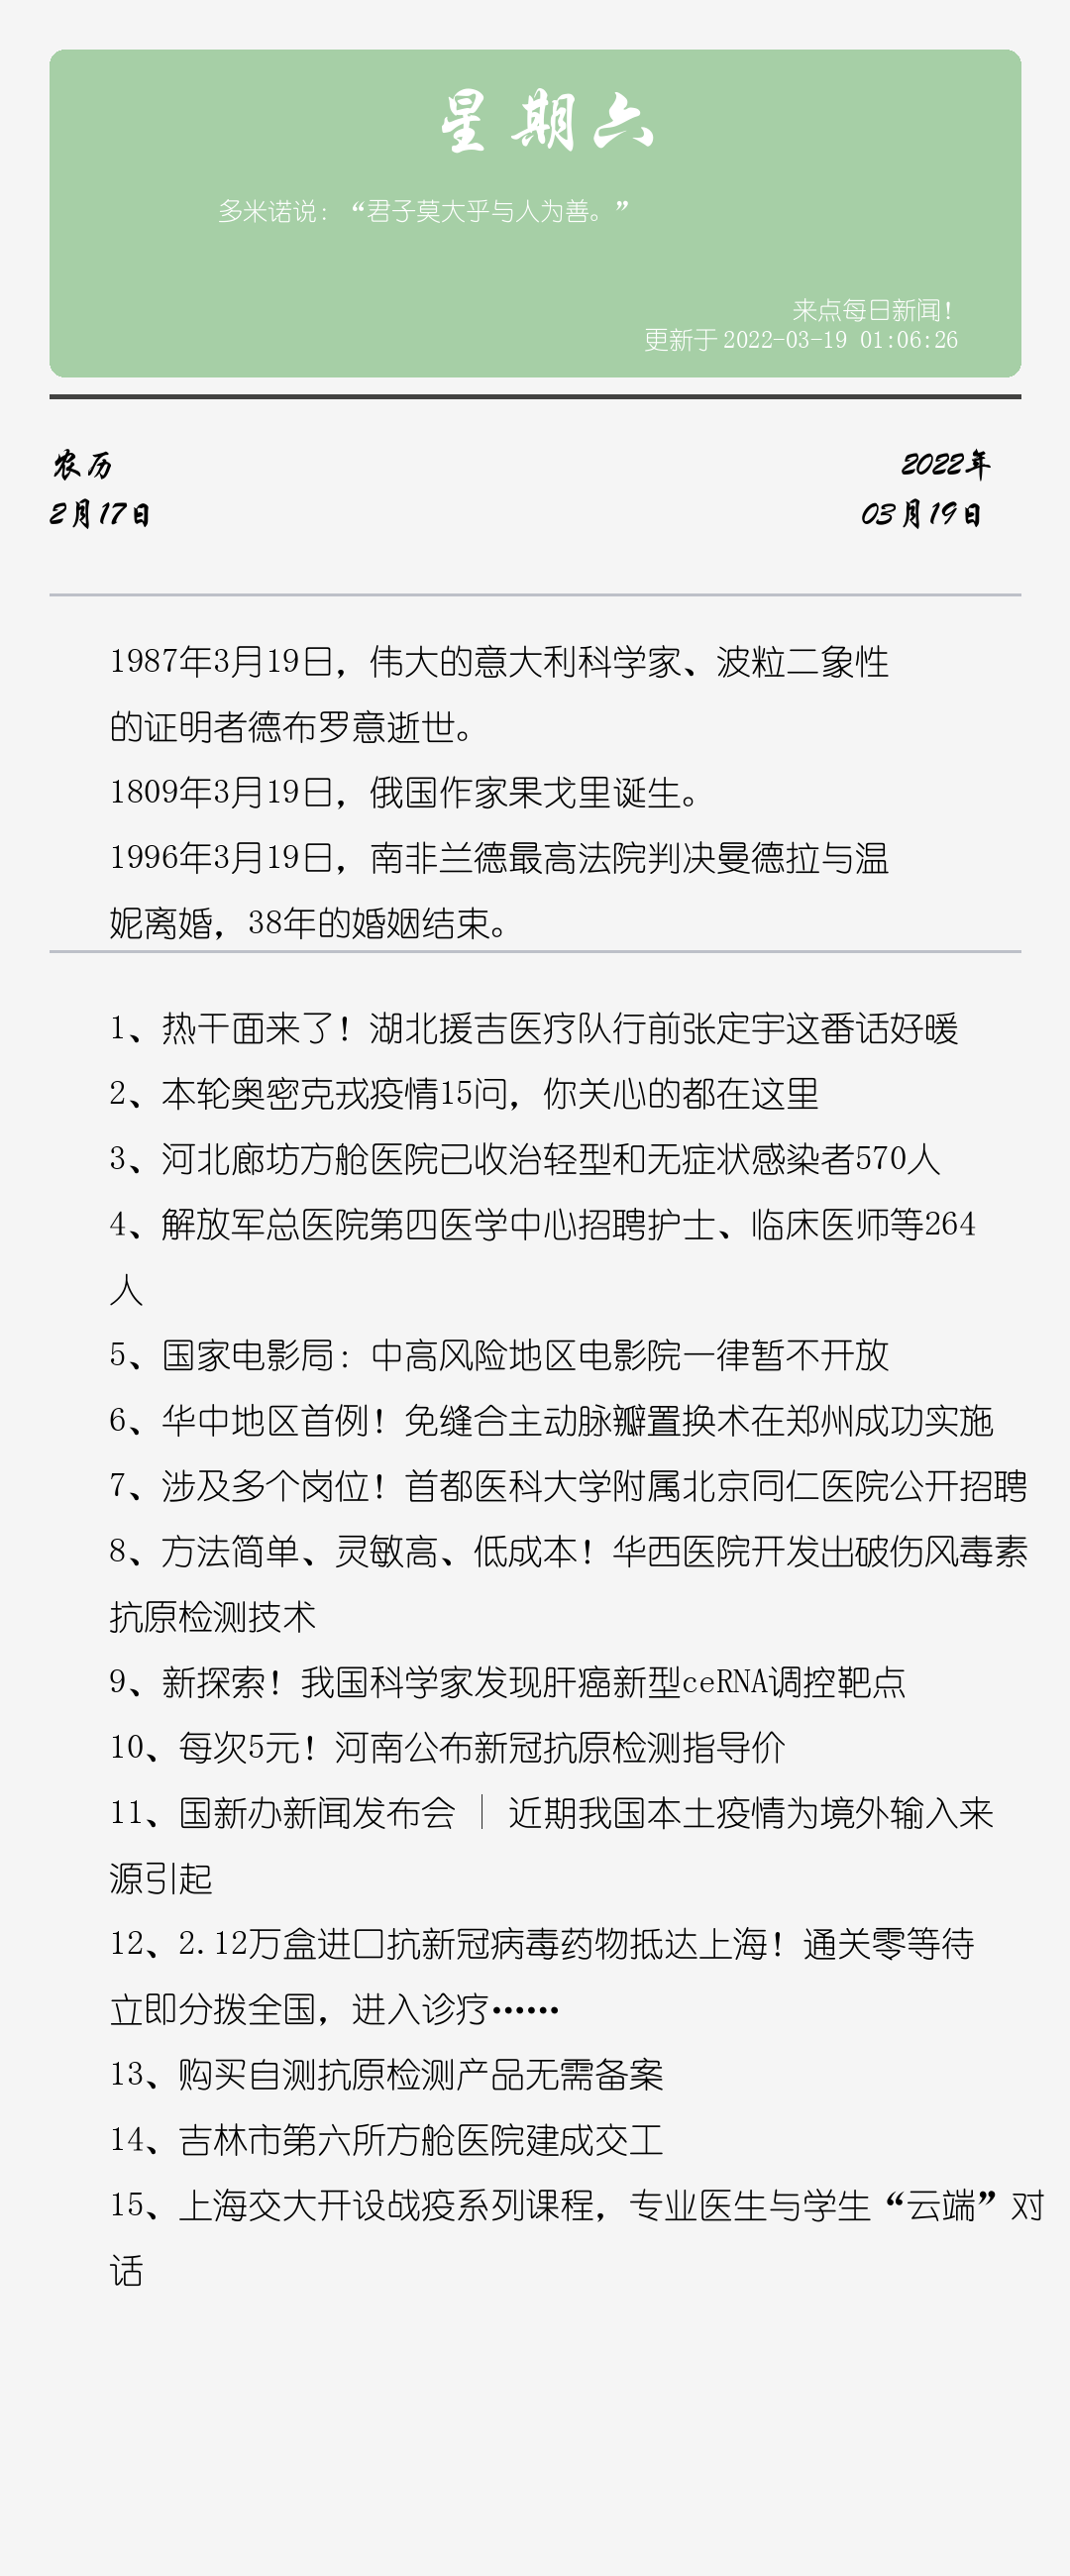 星期六
多米诺说：“君子莫大乎与人为善。”
来点每日新闻！
更新于2022-03-19 01:06:26
农历
2022年
2月17日
03月19日
1987年3月19日，伟大的意大利科学家、波粒二象性
的证明者德布罗意逝世。
1809年3月19日，俄国作家果戈里诞生。
1996年3月19日，南非兰德最高法院判决曼德拉与温
妮离婚，38年的婚姻结束。
1、热干面来了！湖北援吉医疗队行前张定宇这番话好暖
2、本轮奥密克戎疫情15问，你关心的都在这里
3、河北廊坊方舱医院已收治轻型和无症状感染者570人
4、解放军总医院第四医学中心招聘护士、临床医师等264
人
5、国家电影局：中高风险地区电影院一律暂不开放
6、华中地区首例！免缝合主动脉瓣置换术在郑州成功实施
7、涉及多个岗位！首都医科大学附属北京同仁医院公开招聘
8、方法简单、灵敏高、低成本！华西医院开发出破伤风毒素
抗原检测技术
9、新探索！我国科学家发现肝癌新型ceRNA调控靶点
10、每次5元！河南公布新冠抗原检测指导价
11、国新办新闻发布会｜近期我国本土疫情为境外输入来
源引起
12、2.12万盒进口抗新冠病毒药物抵达上海！通关零等待
立即分拨全国，进入诊疗……
13、购买自测抗原检测产品无需备案
14、吉林市第六所方舱医院建成交工
15、上海交大开设战疫系列课程，专业医生与学生“云端”对
话